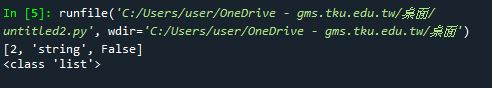 In [5]: runfile('C:/Users/user/OneDrive - gms.tku.edu.tw/桌面/
untitled2.py', wdir='C:/Users/user/OneDrive - gms.tku.edu.tw/桌面')
[2, 'string', False]
<class 'list'>